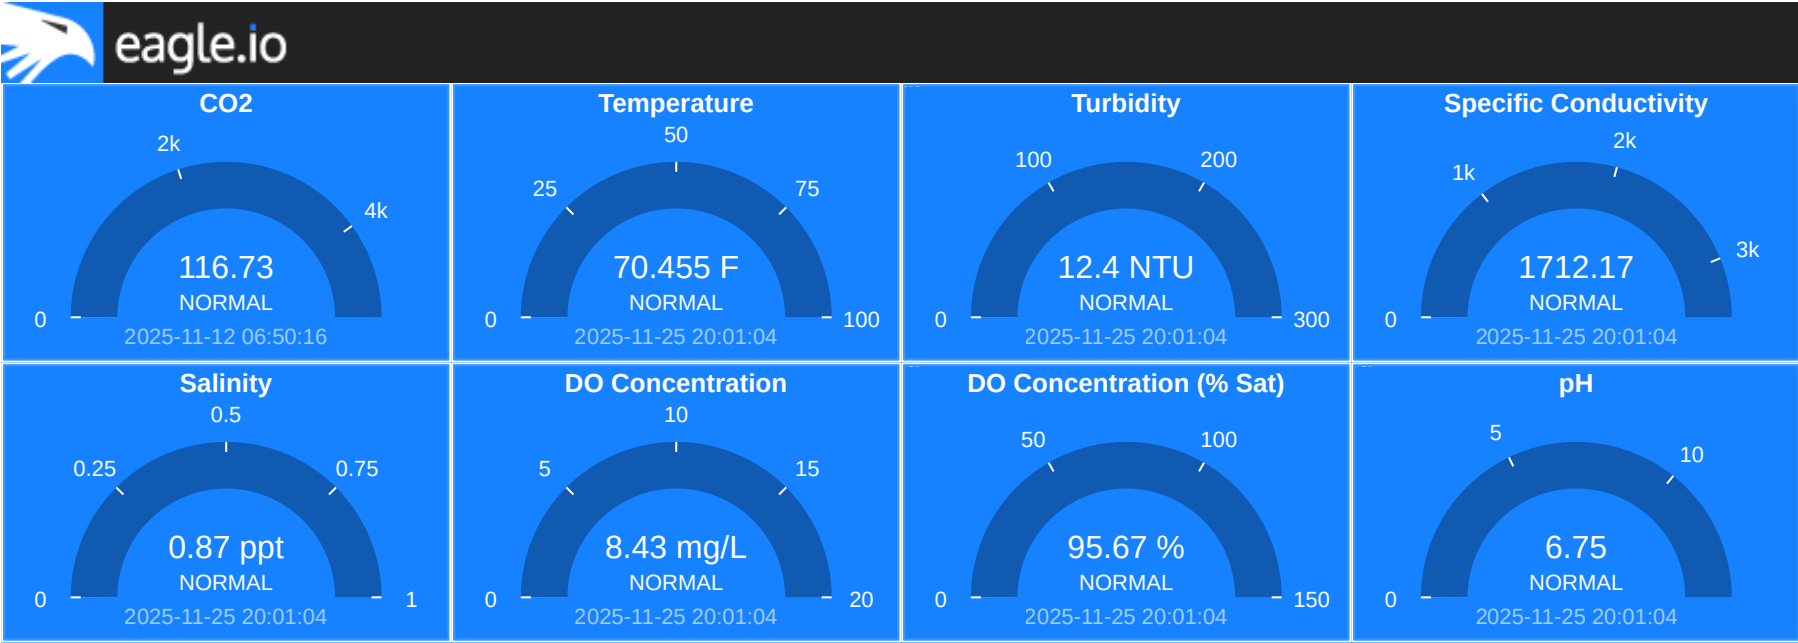 eagle.io
CO2
2k
4k
0
116.73
NORMAL
2025-11-12 06:50:16
Temperature
50
25
75
0
100
70.455 F
NORMAL
2025-11-25 20:01:04
Turbidity
100
200
0
300
12.4 NTU
NORMAL
2025-11-25 20:01:04
Specific Conductivity
2k
1k
3k
0
1712.17
NORMAL
2025-11-25 20:01:04
Salinity
0.5
0.25
0.75
0
1
0.87 ppt
NORMAL
2025-11-25 20:01:04
DO Concentration
10
5
15
0
20
8.43 mg/L
NORMAL
2025-11-25 20:01:04
DO Concentration (% Sat)
50
100
0
150
95.67 %
NORMAL
2025-11-25 20:01:04
pH
5
10
0
6.75
NORMAL
2025-11-25 20:01:04